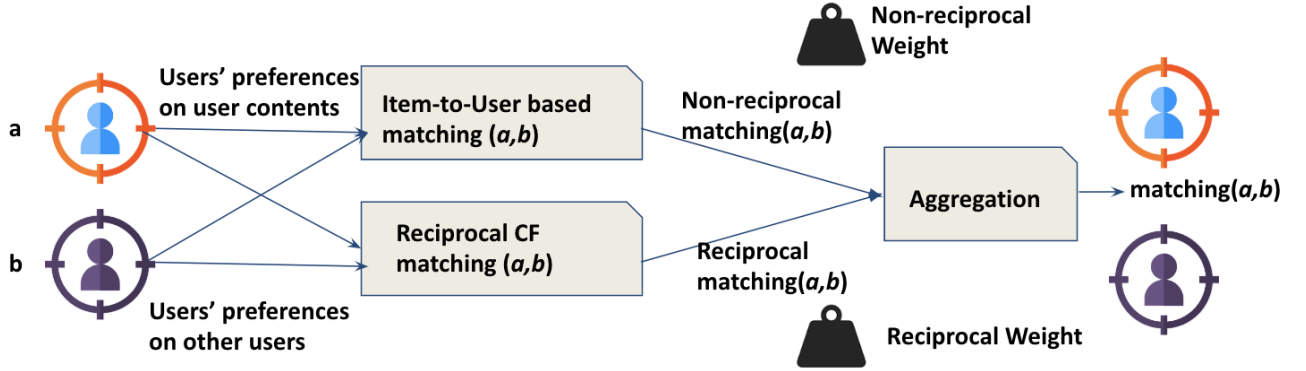 Non-reciprocal
Weight
Users' preferences
on user contents
a
Item-to-User based
matching (a,b)
Non-reciprocal
matching(a,b)
Aggregation
matching(a,b)
b
Reciprocal CF
matching (a,b)
Reciprocal
matching(a,b)
Users' preferences
on other users
Reciprocal Weight